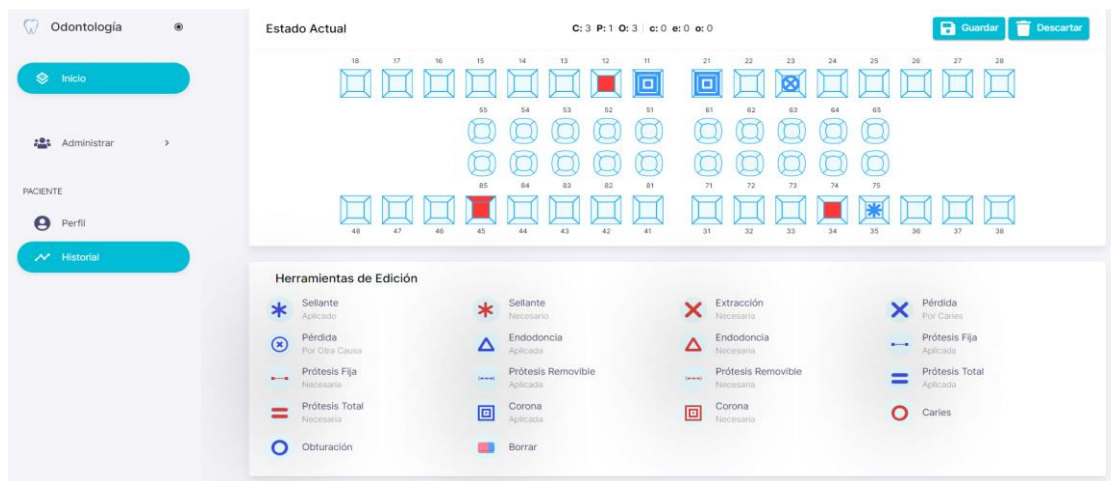 Odontología
Estado Actual
C: 3 P: 1 O: 3 | c: 0 e: 0 o: 0
Guardar
Descartar
Inicio
Administrar
PACIENTE
Perfil
Historial
18 17 16 15 14 13 12 11 21 22 23 24 25 26 27 28
55 54 53 52 51 61 62 63 64 65
85 84 83 82 81 71 72 73 74 75
48 47 46 45 44 43 42 41 31 32 33 34 35 36 37 38
Herramientas de Edición
Sellante
Aplicado
Sellante
Necesario
Extracción
Necesaria
Pérdida
Por Caries
Pérdida
Por Otra Causa
Endodoncia
Aplicada
Endodoncia
Necesaria
Prótesis Fija
Aplicada
Prótesis Fija
Necesaria
Prótesis Removible
Aplicada
Prótesis Removible
Necesaria
Prótesis Total
Aplicada
Prótesis Total
Necesaria
Corona
Aplicada
Corona
Necesaria
Caries
Obturación
Borrar